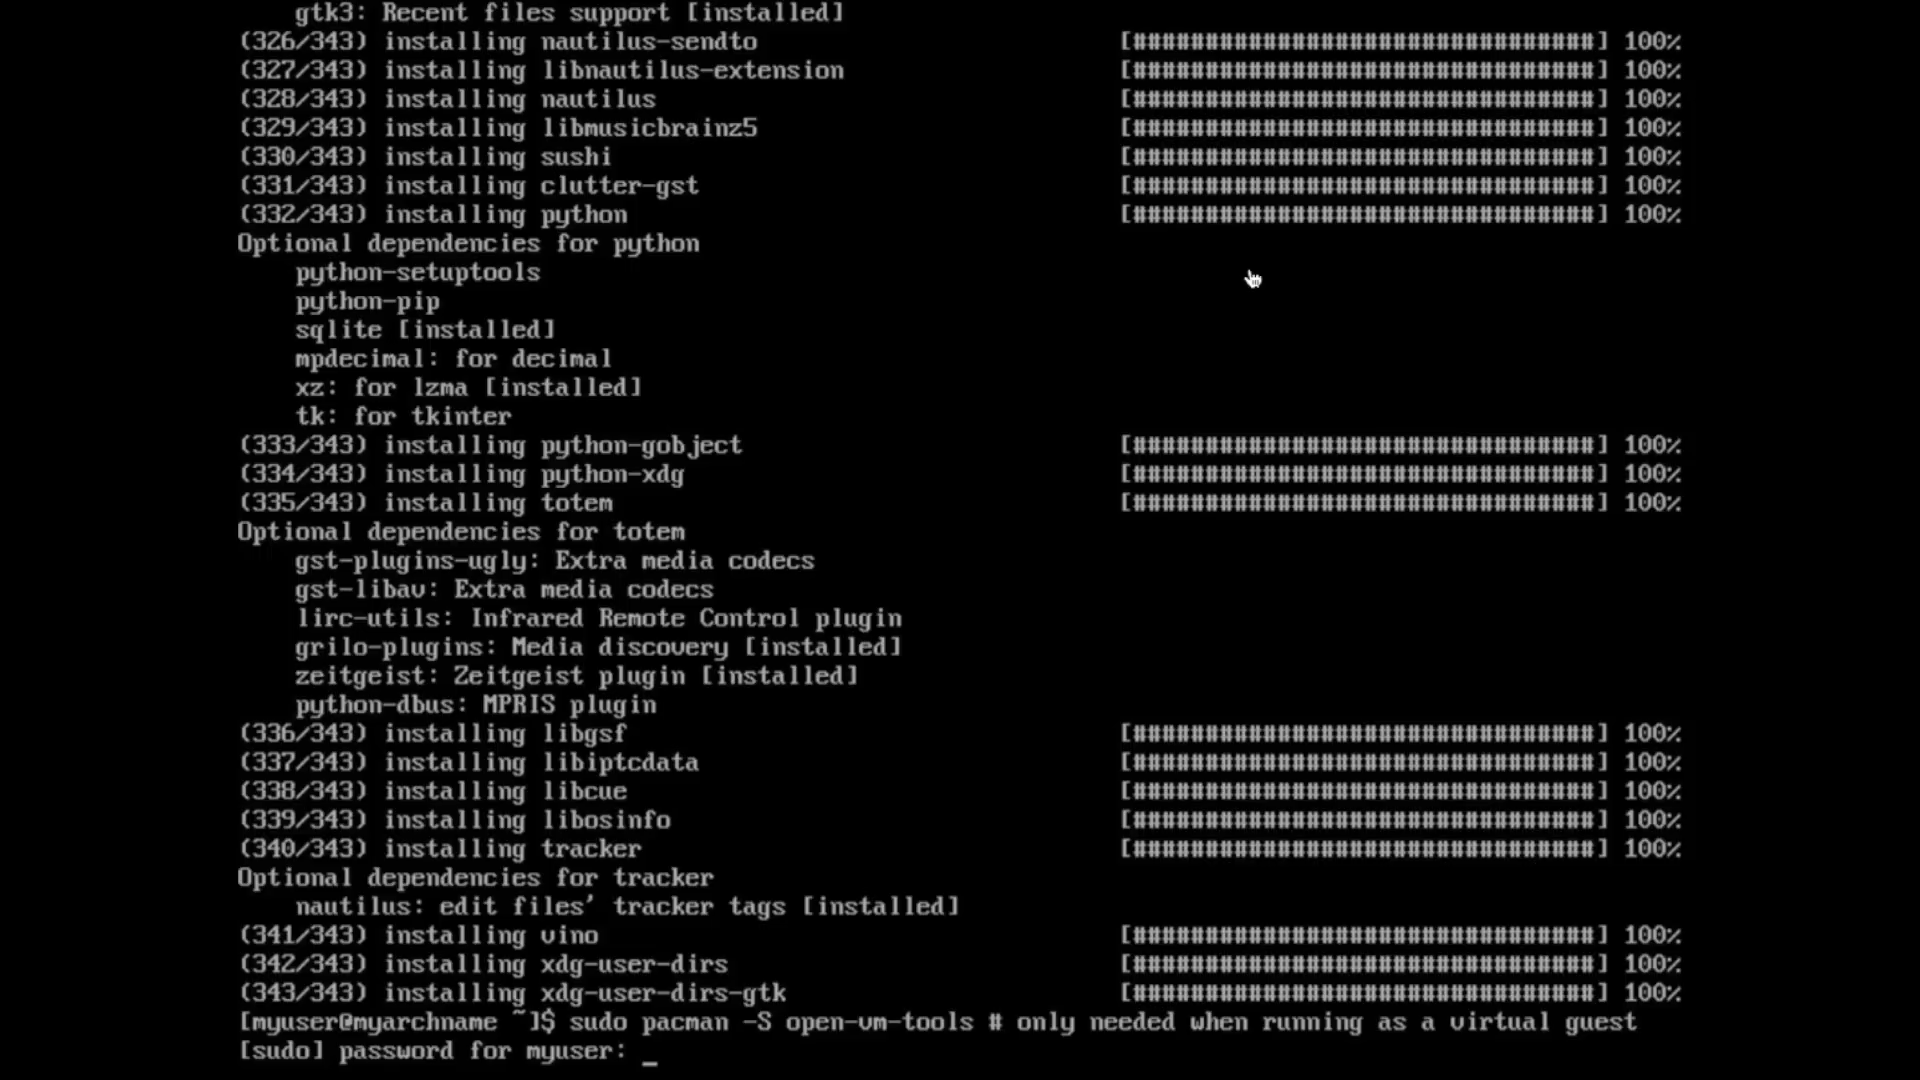 gtk3: Recent files support [installed]
(326/343) installing nautilus-sendto [################################] 100%
(327/343) installing libnautilus-extension [################################] 100%
(328/343) installing nautilus [################################] 100%
(329/343) installing libmusicbrainz5 [################################] 100%
(330/343) installing sushi [################################] 100%
(331/343) installing clutter-gst [################################] 100%
(332/343) installing python [################################] 100%
Optional dependencies for python
python-setuptools
python-pip
sqlite [installed]
mpdecimal: for decimal
xz: for lzma [installed]
tk: for tkinter
(333/343) installing python-gobject [################################] 100%
(334/343) installing python-xdg [################################] 100%
(335/343) installing totem [################################] 100%
Optional dependencies for totem
gst-plugins-ugly: Extra media codecs
gst-libav: Extra media codecs
lirc-utils: Infrared Remote Control plugin
grilo-plugins: Media discovery [installed]
zeitgeist: Zeitgeist plugin [installed]
python-dbus: MPRIS plugin
(336/343) installing libgsf [################################] 100%
(337/343) installing libiptcdata [################################] 100%
(338/343) installing libcue [################################] 100%
(339/343) installing libosinfo [################################] 100%
(340/343) installing tracker [################################] 100%
Optional dependencies for tracker
nautilus: edit files' tracker tags [installed]
(341/343) installing vino [################################] 100%
(342/343) installing xdg-user-dirs [################################] 100%
(343/343) installing xdg-user-dirs-gtk [################################] 100%
[myuser@myarchname ~]$ sudo pacman -S open-vm-tools # only needed when running as a virtual guest
[sudo] password for myuser: _